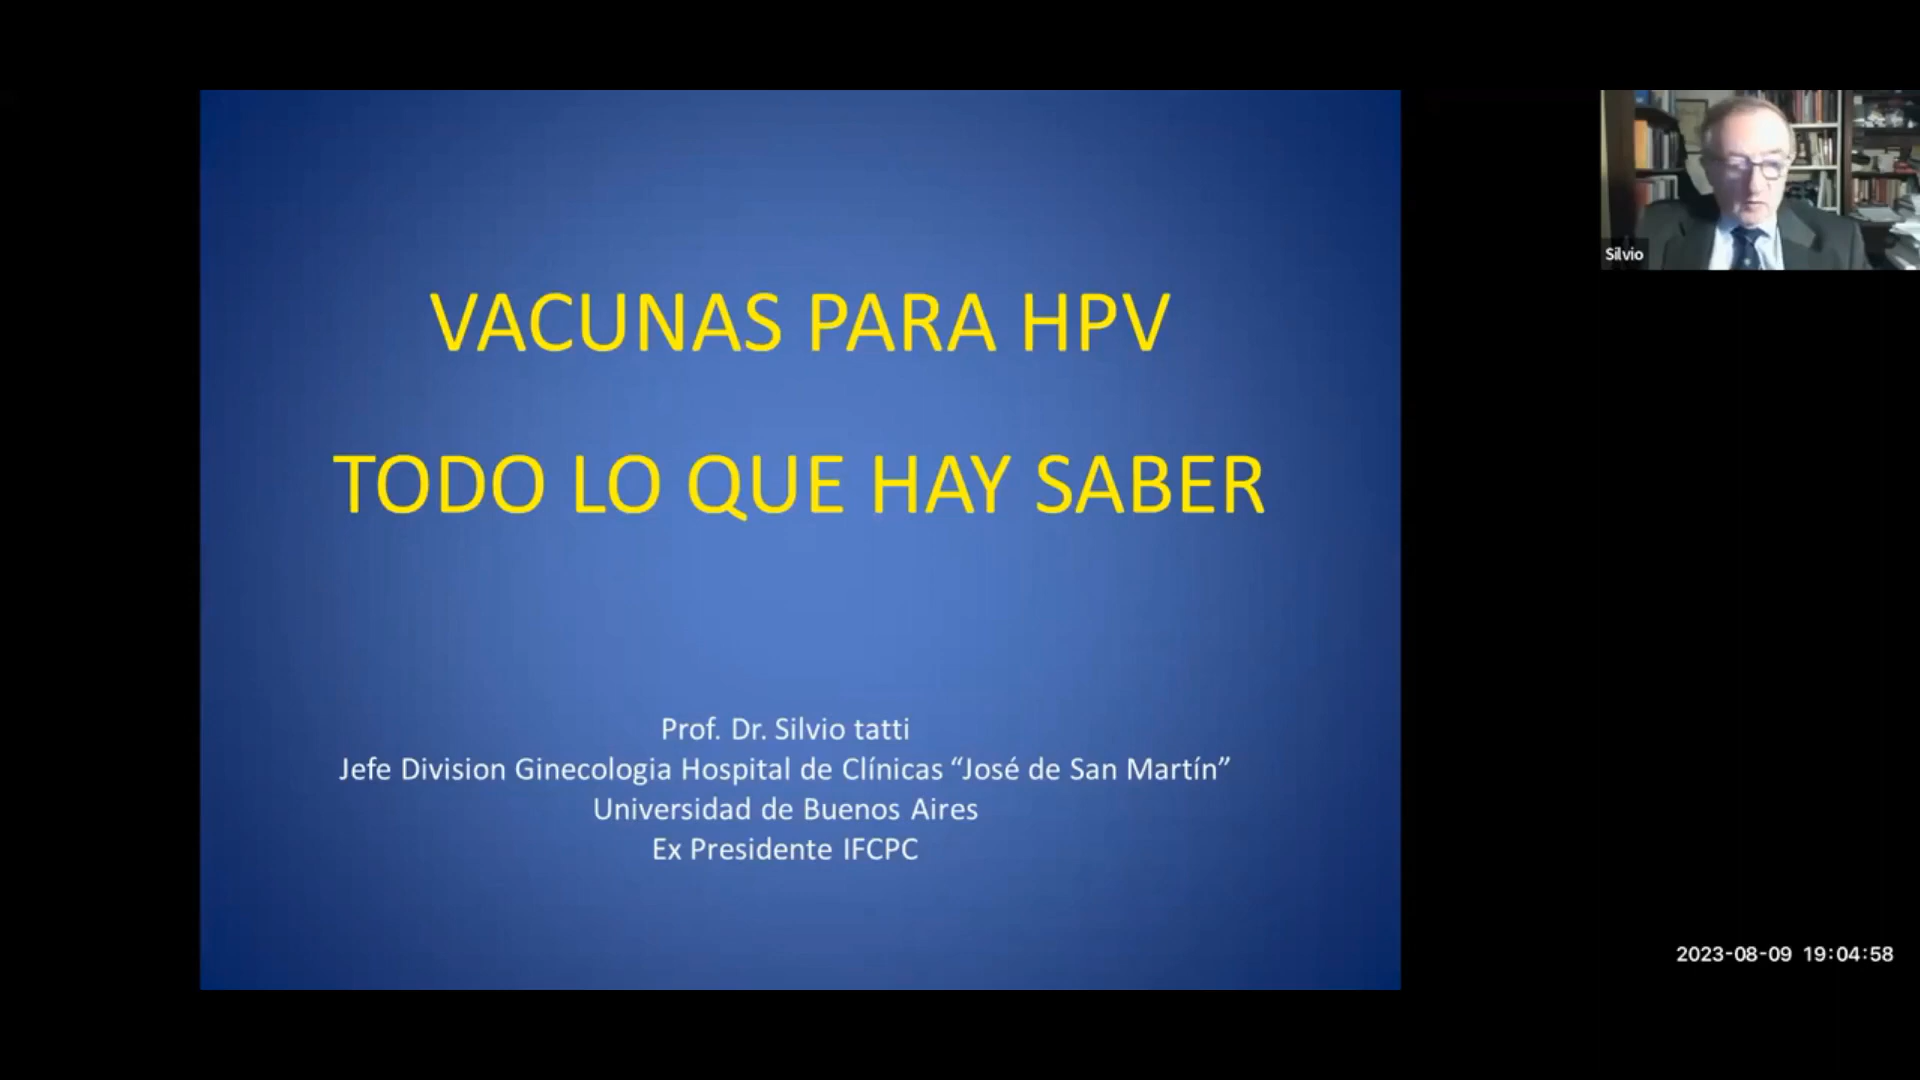 VACUNAS PARA HPV
TODO LO QUE HAY SABER
Prof. Dr. Silvio tatti
Jefe Division Ginecologia Hospital de Clínicas “José de San Martín”
Universidad de Buenos Aires
Ex Presidente IFCPC
Silvio
2023-08-09 19:04:58